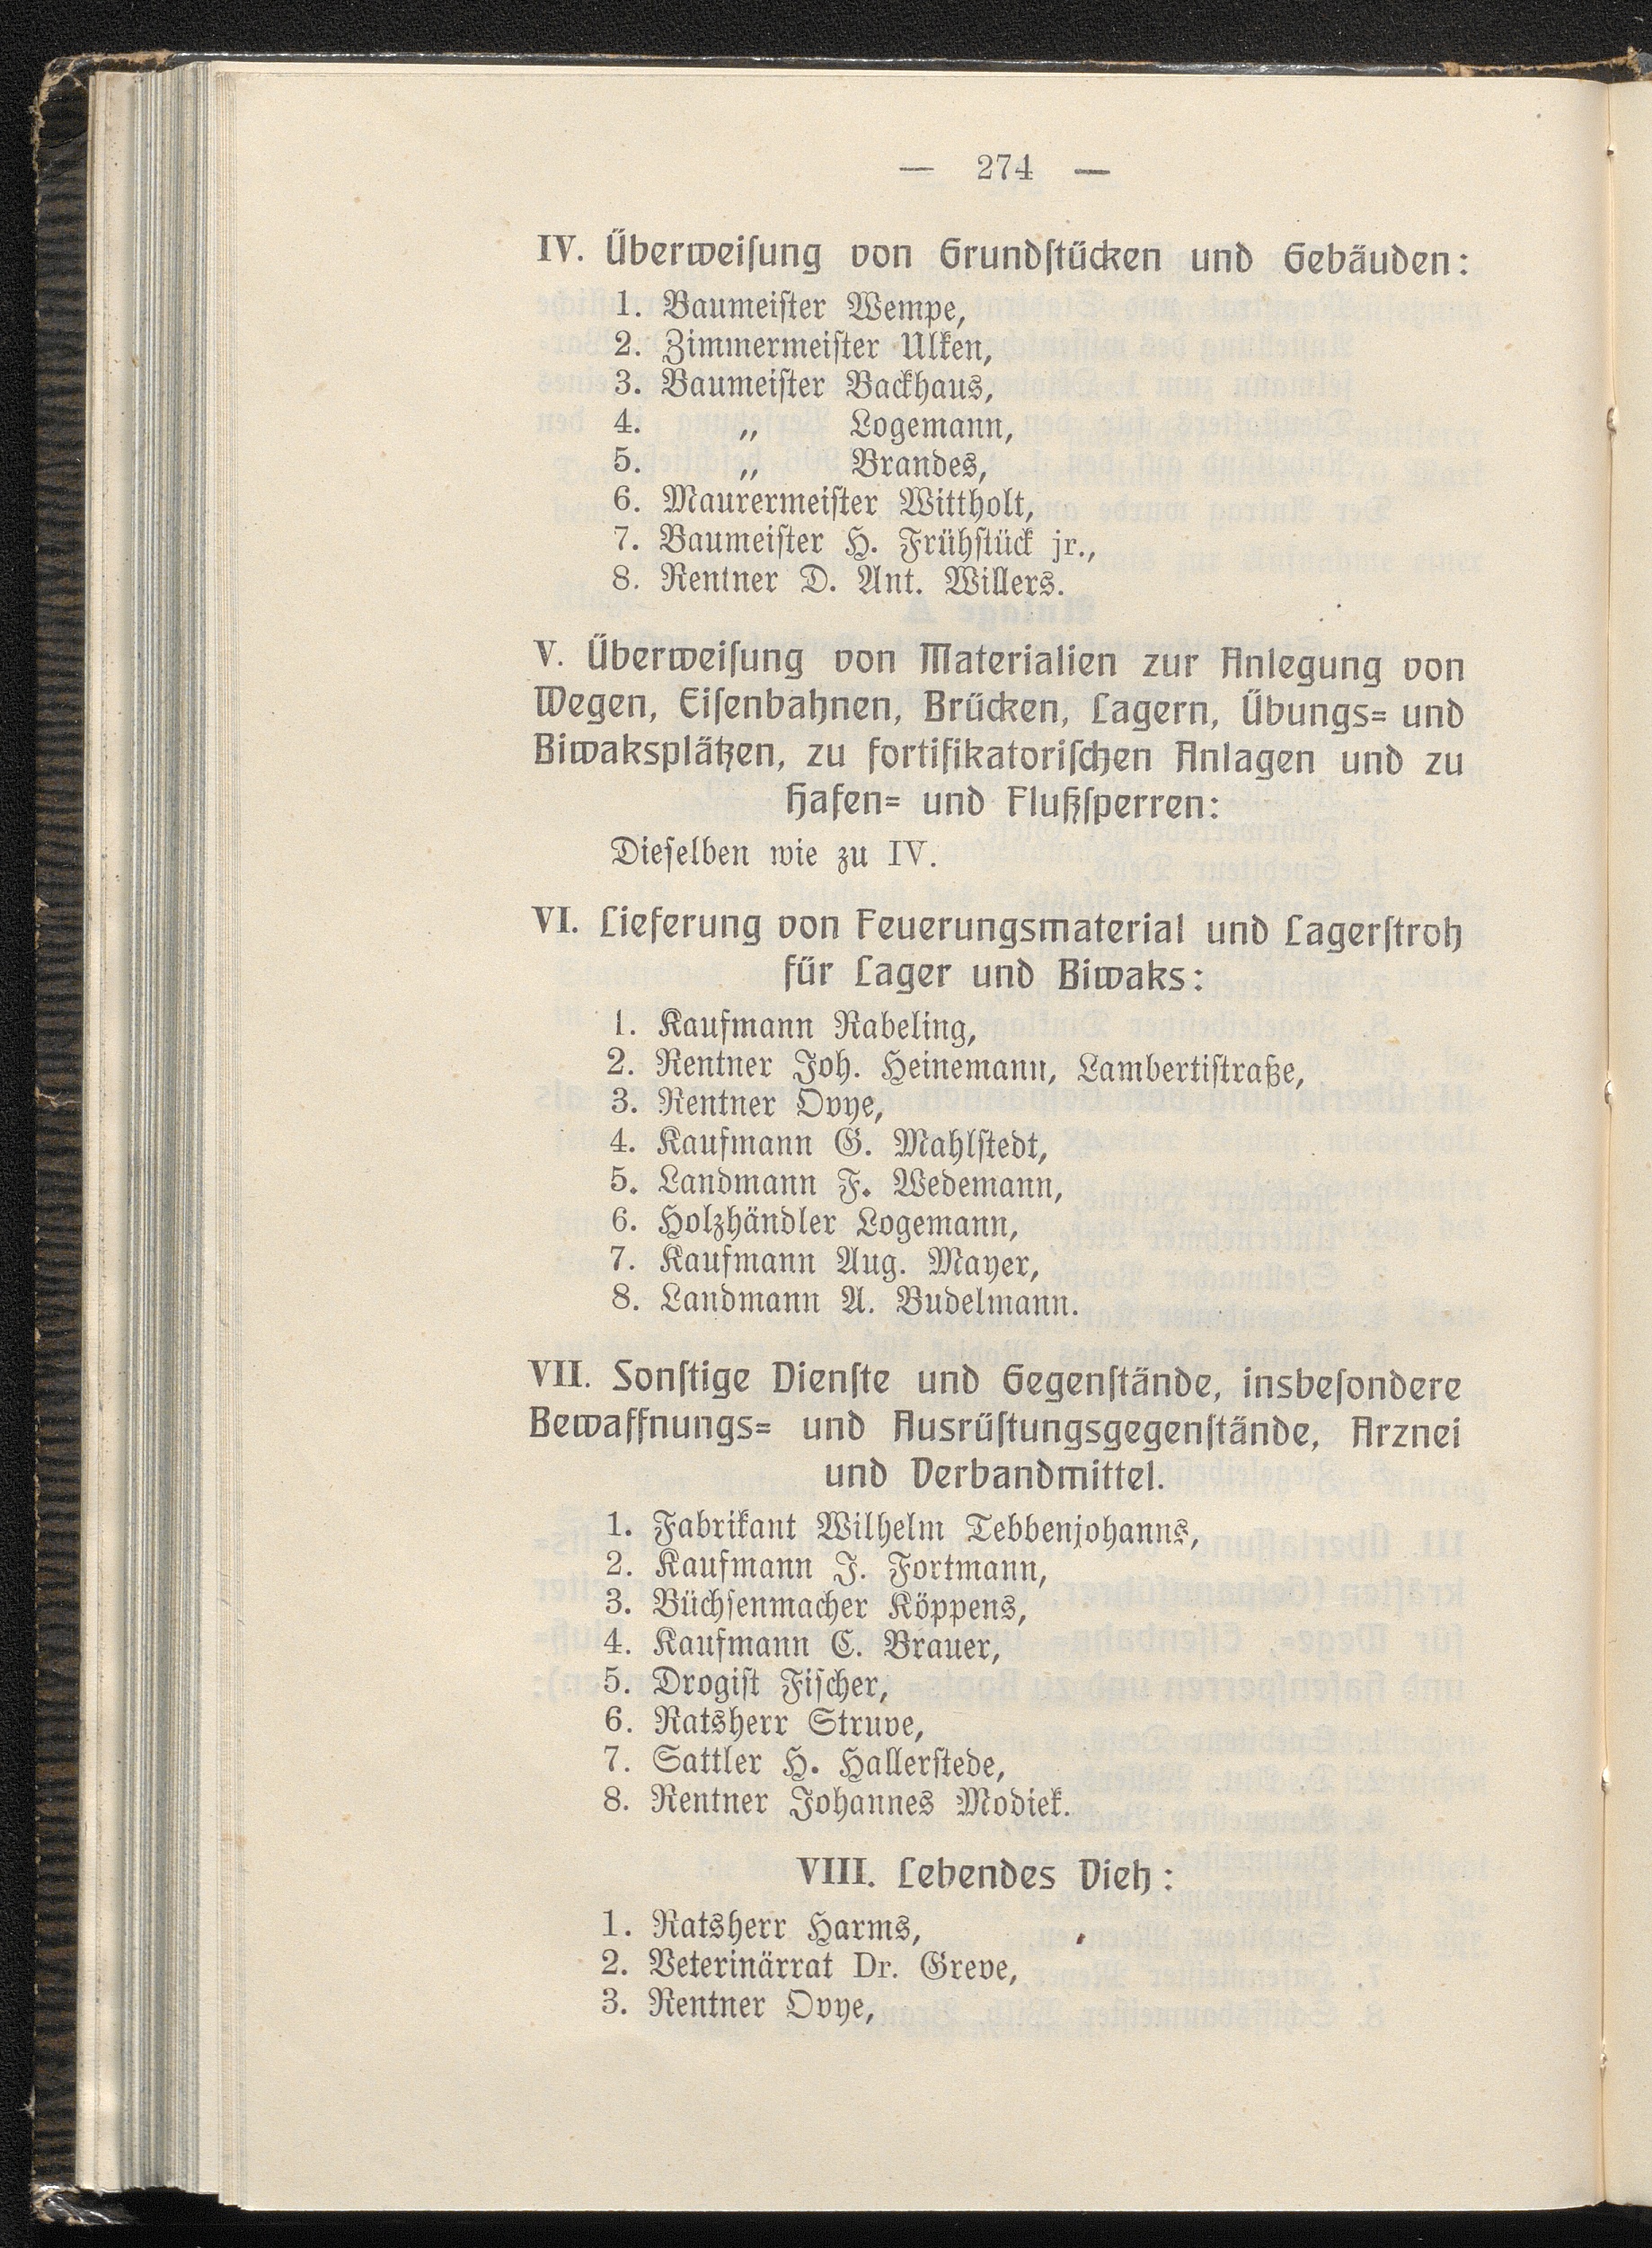 — 274 —
IV. Überweiſung von Grundſtücken und Gebäuden:
1. Baumeiſter Wempe,
2. Zimmermeiſter Ulken,
3. Baumeiſter Backhaus,
4. „ Logemann,
5. „ Brandes,
6. Maurermeiſter Wittholt,
7. Baumeiſter H. Frühſtück jr.,
8. Rentner D. Ant. Willers.
V. Überweiſung von Materialien zur Anlegung von
Wegen, Eiſenbahnen, Brücken, Lagern, Übungs= und
Biwaksplätzen, zu fortifikatoriſchen Anlagen und zu
Hafen= und Flußſperren:
Dieſelben wie zu IV.
VI. Lieferung von Feuerungsmaterial und Lagerſtroh
für Lager und Biwaks:
1. Kaufmann Rabeling,
2. Rentner Joh. Heinemann, Lambertiſtraße,
3. Rentner Ovye,
4. Kaufmann G. Mahlſtedt,
5. Landmann F. Wedemann,
6. Holzhändler Logemann,
7. Kaufmann Aug. Mayer,
8. Landmann A. Budelmann.
VII. Sonſtige Dienſte und Gegenſtände, insbeſondere
Bewaffnungs= und Ausrüſtungsgegenſtände, Arznei
und Verbandmittel.
1. Fabrikant Wilhelm Tebbenjohanns,
2. Kaufmann J. Fortmann,
3. Büchſenmacher Köppens,
4. Kaufmann C. Brauer,
5. Drogiſt Fiſcher,
6. Ratsherr Struve,
7. Sattler H. Hallerſtede,
8. Rentner Johannes Modiek.
VIII. Lebendes Vieh:
1. Ratsherr Harms,
2. Veterinärrat Dr. Greve,
3. Rentner Ovye,